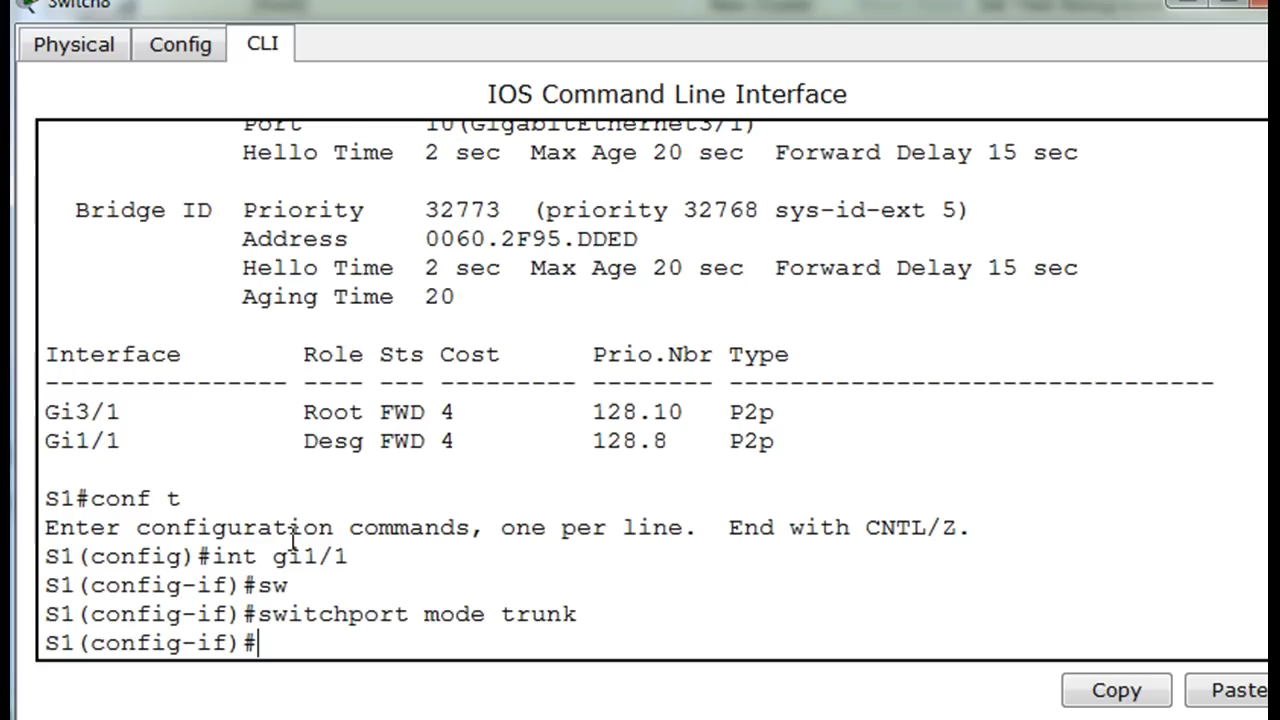 Switch8
Physical Config CLI
IOS Command Line Interface
Port 10(GigabitEthernet3/1)
Hello Time 2 sec Max Age 20 sec Forward Delay 15 sec
Bridge ID Priority 32773 (priority 32768 sys-id-ext 5)
Address 0060.2F95.DDED
Hello Time 2 sec Max Age 20 sec Forward Delay 15 sec
Aging Time 20
Interface Role Sts Cost Prio.Nbr Type
---------------- ---- --- --------- -------- --------------------------------
Gi3/1 Root FWD 4 128.10 P2p
Gi1/1 Desg FWD 4 128.8 P2p
S1#conf t
Enter configuration commands, one per line. End with CNTL/Z.
S1(config)#int gi1/1
S1(config-if)#sw
S1(config-if)#switchport mode trunk
S1(config-if)#
Copy Paste